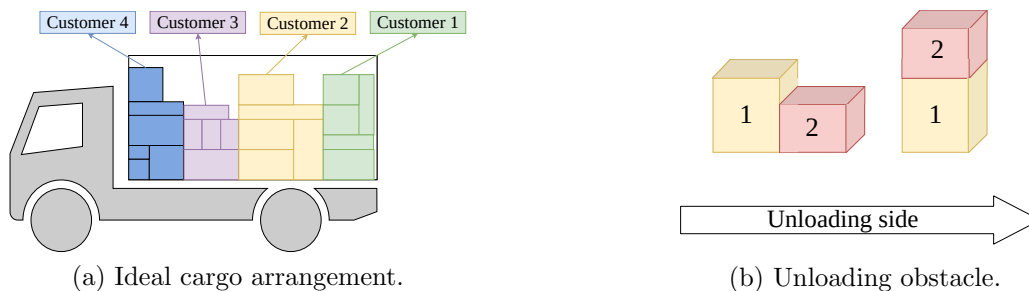 Customer 4
Customer 3
Customer 2
Customer 1
1
2
2
1
Unloading side
(a) Ideal cargo arrangement.
(b) Unloading obstacle.